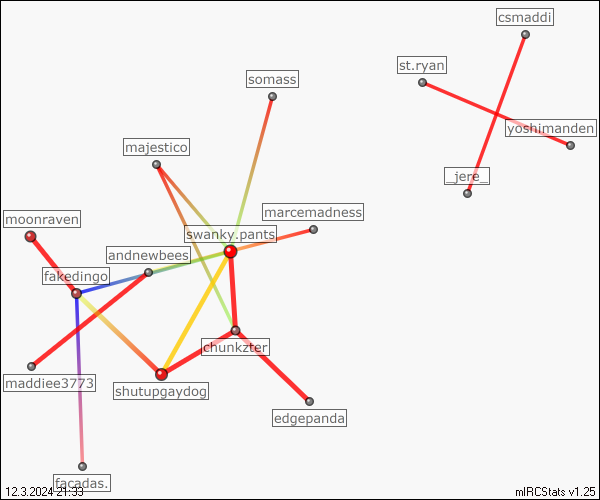 csmaddi
st.ryan
somass
yoshimanden
majestico
_jere_
marcemadness
moonraven
swanky.pants
andnewbees
fakedingo
chunkzter
maddiee3773
shutupgaydog
edgepanda
facadas.
12.3.2024 21:33
mIRCStats v1.25